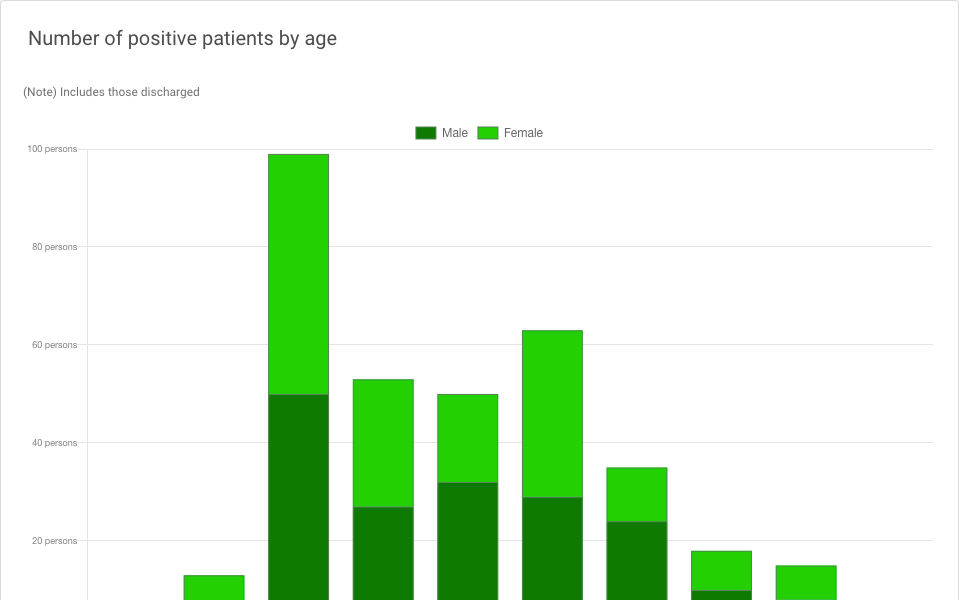 Number of positive patients by age
(Note) Includes those discharged
Male Female
100 persons
80 persons
60 persons
40 persons
20 persons